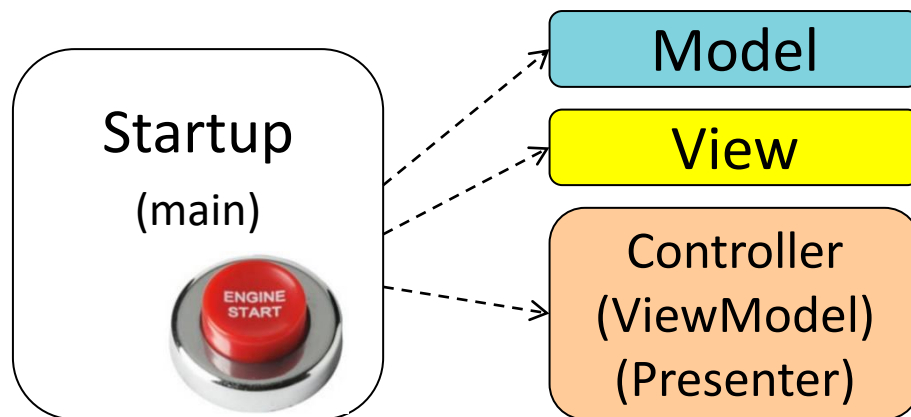 Startup
(main)
ENGINE
START
Model
View
Controller
(ViewModel)
(Presenter)